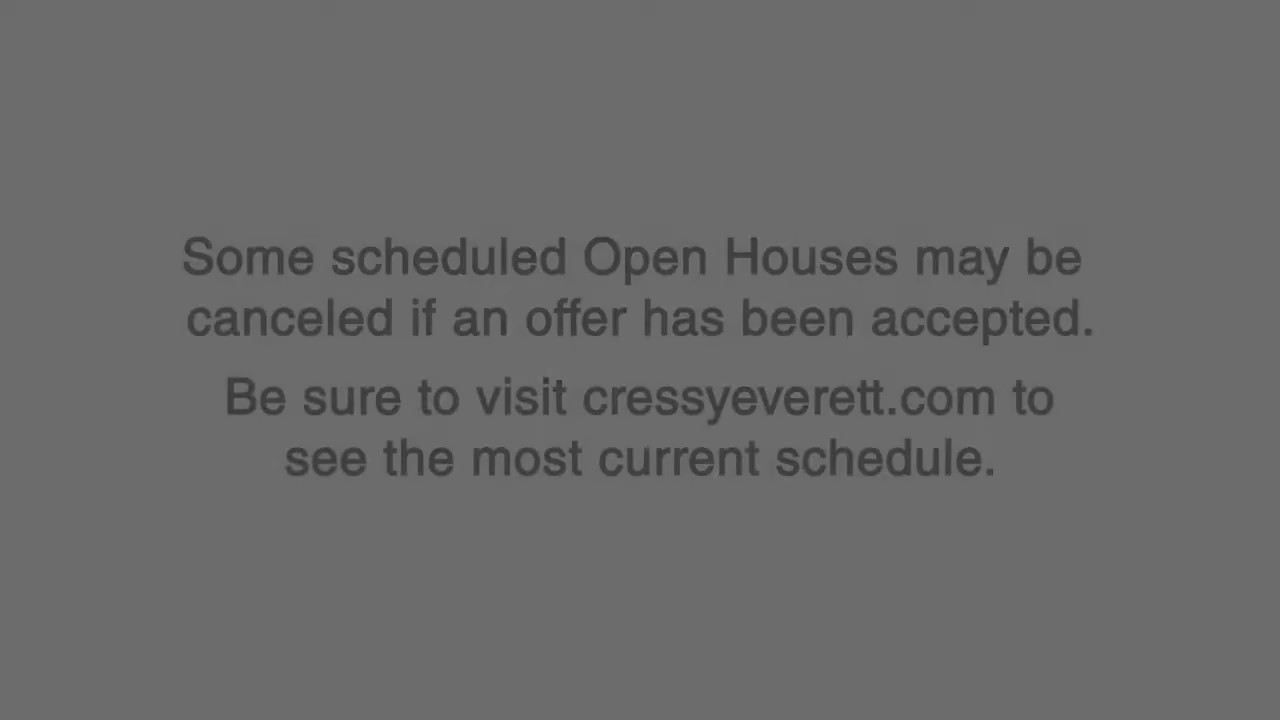 Some scheduled Open Houses may be
canceled if an offer has been accepted.
Be sure to visit cressyeverett.com to
see the most current schedule.